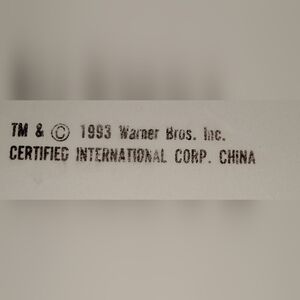 TM & © 1993 Warner Bros. Inc.
CERTIFIED INTERNATIONAL CORP. CHINA